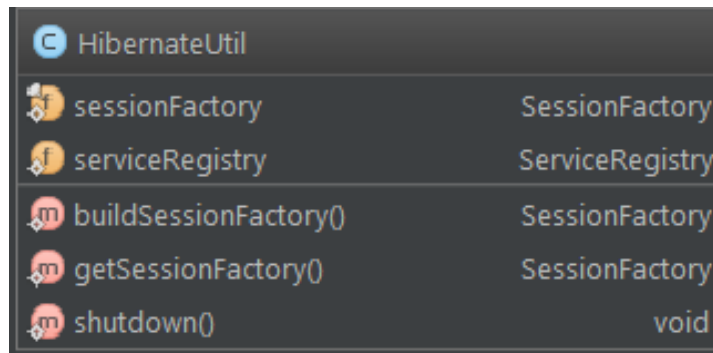 C HibernateUtil
f sessionFactory SessionFactory
f serviceRegistry ServiceRegistry
m buildSessionFactory() SessionFactory
m getSessionFactory() SessionFactory
m shutdown() void